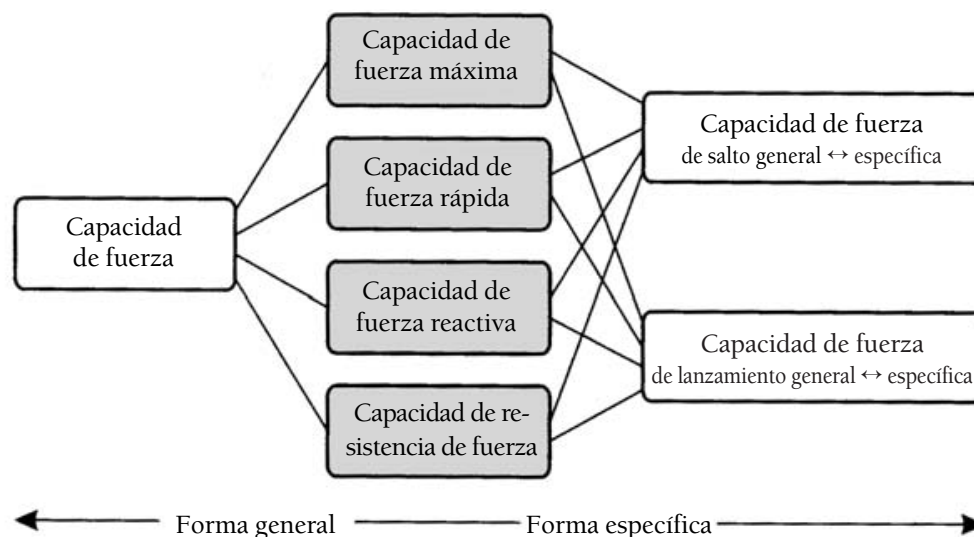 Capacidad
de fuerza
Capacidad de
fuerza máxima
Capacidad de
fuerza rápida
Capacidad de
fuerza reactiva
Capacidad de re-
sistencia de fuerza
Capacidad de fuerza
de salto general ↔ específica
Capacidad de fuerza
de lanzamiento general ↔ específica
Forma general
Forma específica